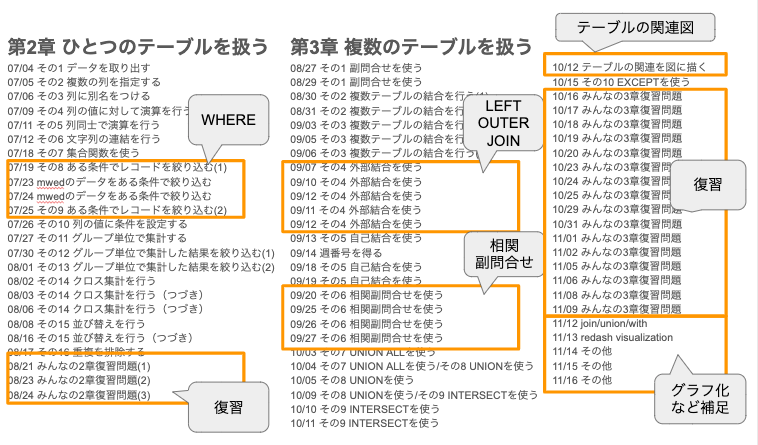 第2章 ひとつのテーブルを扱う
07/04 その1 データを取り出す
07/05 その2 複数の列を指定する
07/06 その3 列に別名をつける
07/09 その4 列の値に対して演算を行う
07/11 その5 列同士で演算を行う
07/12 その6 文字列の連結を行う
07/18 その7 集合関数を使う
07/19 その8 ある条件でレコードを絞り込む(1)
07/23 mwedのデータをある条件で絞り込む
07/24 mwedのデータをある条件で絞り込む
07/25 その9 ある条件でレコードを絞り込む(2)
07/26 その10 列の値に条件を設定する
07/27 その11 グループ単位で集計する
07/30 その12 グループ単位で集計した結果を絞り込む(1)
08/01 その13 グループ単位で集計した結果を絞り込む(2)
08/02 その14 クロス集計を行う
08/03 その14 クロス集計を行う（つづき）
08/06 その14 クロス集計を行う（つづき）
08/08 その15 並び替えを行う
08/16 その15 並び替えを行う（つづき）
08/17 その16 重複を排除する
08/21 みんなの2章復習問題(1)
08/23 みんなの2章復習問題(2)
08/24 みんなの2章復習問題(3)
WHERE
復習
第3章 複数のテーブルを扱う
08/27 その1 副問合せを使う
08/29 その1 副問合せを使う
08/30 その2 複数テーブルの結合を行う(1)
08/31 その2 複数テーブルの結合を行
09/03 その3 複数テーブルの結合を行
09/05 その3 複数テーブルの結合を行
09/06 その3 複数テーブルの結合を行う
09/07 その4 外部結合を使う
09/10 その4 外部結合を使う
09/12 その4 外部結合を使う
09/11 その4 外部結合を使う
09/12 その4 外部結合を使う
09/13 その5 自己結合を使う
09/14 週番号を得る
09/18 その5 自己結合を使う
09/19 その5 自己結合を使う
09/20 その6 相関副問合せを使う
09/25 その6 相関副問合せを使う
09/26 その6 相関副問合せを使う
09/27 その6 相関副問合せを使う
10/03 その7 UNION ALLを使う
10/04 その7 UNION ALLを使う/その8 UNIONを使う
10/05 その8 UNIONを使う
10/09 その8 UNIONを使う/その9 INTERSECTを使う
10/10 その9 INTERSECTを使う
10/11 その9 INTERSECTを使う
LEFT
OUTER
JOIN
相関
副問合せ
テーブルの関連図
10/12 テーブルの関連を図に描く
10/15 その10 EXCEPTを使う
10/16 みんなの3章復習問題
10/17 みんなの3章復習問題
10/18 みんなの3章復習問題
10/19 みんなの3章復習問題
10/20 みんなの3章復習問題
10/23 みんなの3章復習問題
10/24 みんなの3章復習問題
10/25 みんなの3章復習問題
10/29 みんなの3章復習問題
10/31 みんなの3章復習問題
11/01 みんなの3章復習問題
11/02 みんなの3章復習問題
11/05 みんなの3章復習問題
11/06 みんなの3章復習問題
11/08 みんなの3章復習問題
11/09 みんなの3章復習問題
11/12 join/union/with
11/13 redash visualization
11/14 その他
11/15 その他
11/16 その他
復習
グラフ化
など補足